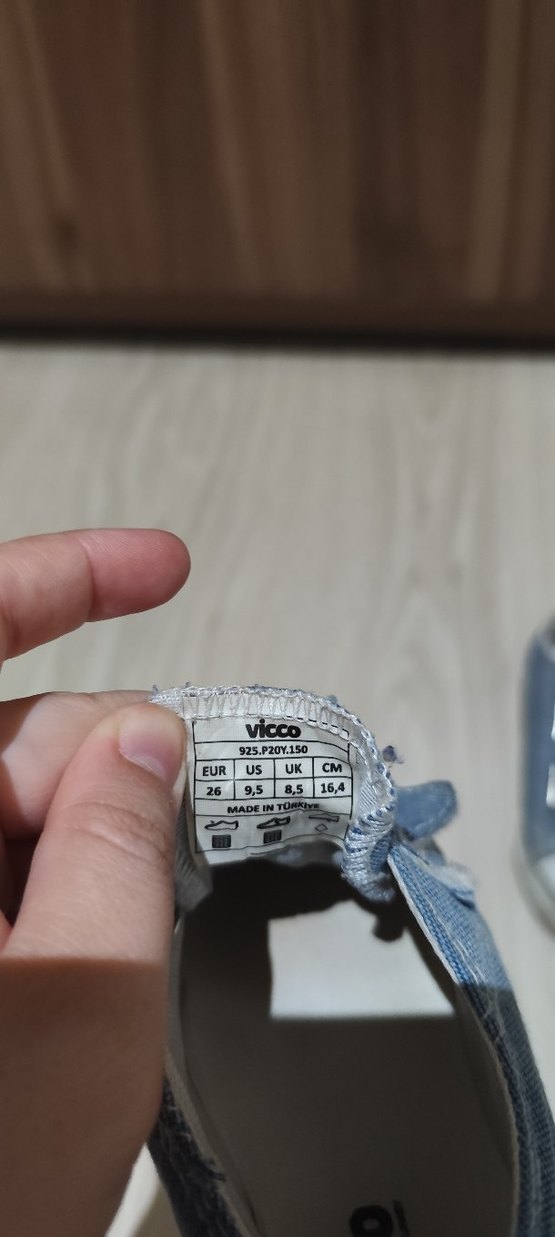 vicco
925.P20Y.150
EUR US UK CM
26 9,5 8,5 16,4
MADE IN TÜRKİYE